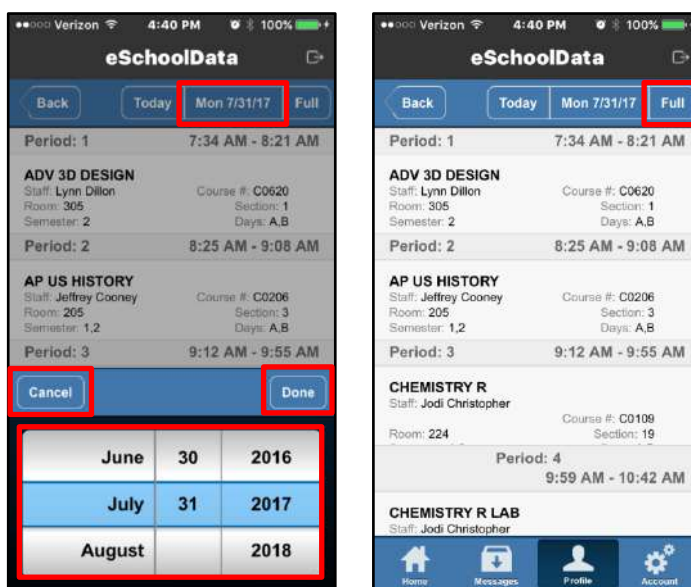 Verizon 4:40 PM 100%
eSchoolData
Back Today Mon 7/31/17 Full
Period: 1 7:34 AM - 8:21 AM
ADV 3D DESIGN
Staff: Lynn Dillon Course #: C0620
Room: 305 Section: 1
Semester: 2 Days: A,B
Period: 2 8:25 AM - 9:08 AM
AP US HISTORY
Staff: Jeffrey Cooney Course #: C0206
Room: 205 Section: 3
Semester: 1,2 Days: A,B
Period: 3 9:12 AM - 9:55 AM
Cancel Done
June 30 2016
July 31 2017
August 2018
Verizon 4:40 PM 100%
eSchoolData
Back Today Mon 7/31/17 Full
Period: 1 7:34 AM - 8:21 AM
ADV 3D DESIGN
Staff: Lynn Dillon Course #: C0620
Room: 305 Section: 1
Semester: 2 Days: A,B
Period: 2 8:25 AM - 9:08 AM
AP US HISTORY
Staff: Jeffrey Cooney Course #: C0206
Room: 205 Section: 3
Semester: 1,2 Days: A,B
Period: 3 9:12 AM - 9:55 AM
CHEMISTRY R
Staff: Jodi Christopher
Course #: C0109
Room: 224 Section: 19
Period: 4
9:59 AM - 10:42 AM
CHEMISTRY R LAB
Staff: Jodi Christopher
Home Messages Profile Account